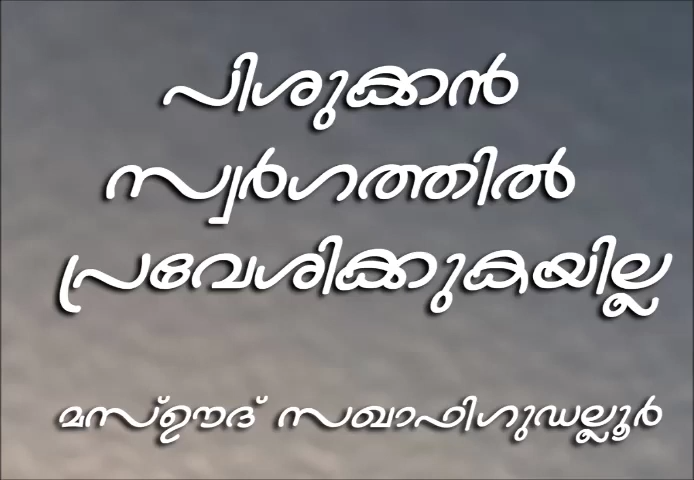 പിശുക്കൻ
സ്വർഗത്തിൽ
പ്രവേശിക്കുകയില്ല
മസ്ഊദ് സഖാഫിഗുഡല്ലൂർ